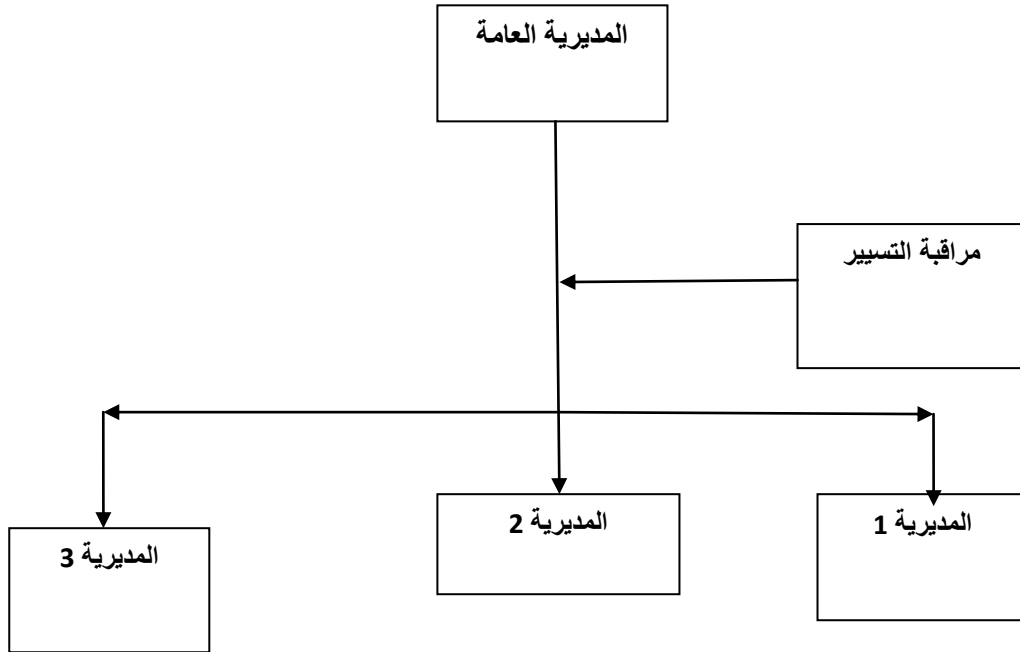 المديرية العامة
مراقبة التسيير
المديرية 1
المديرية 2
المديرية 3